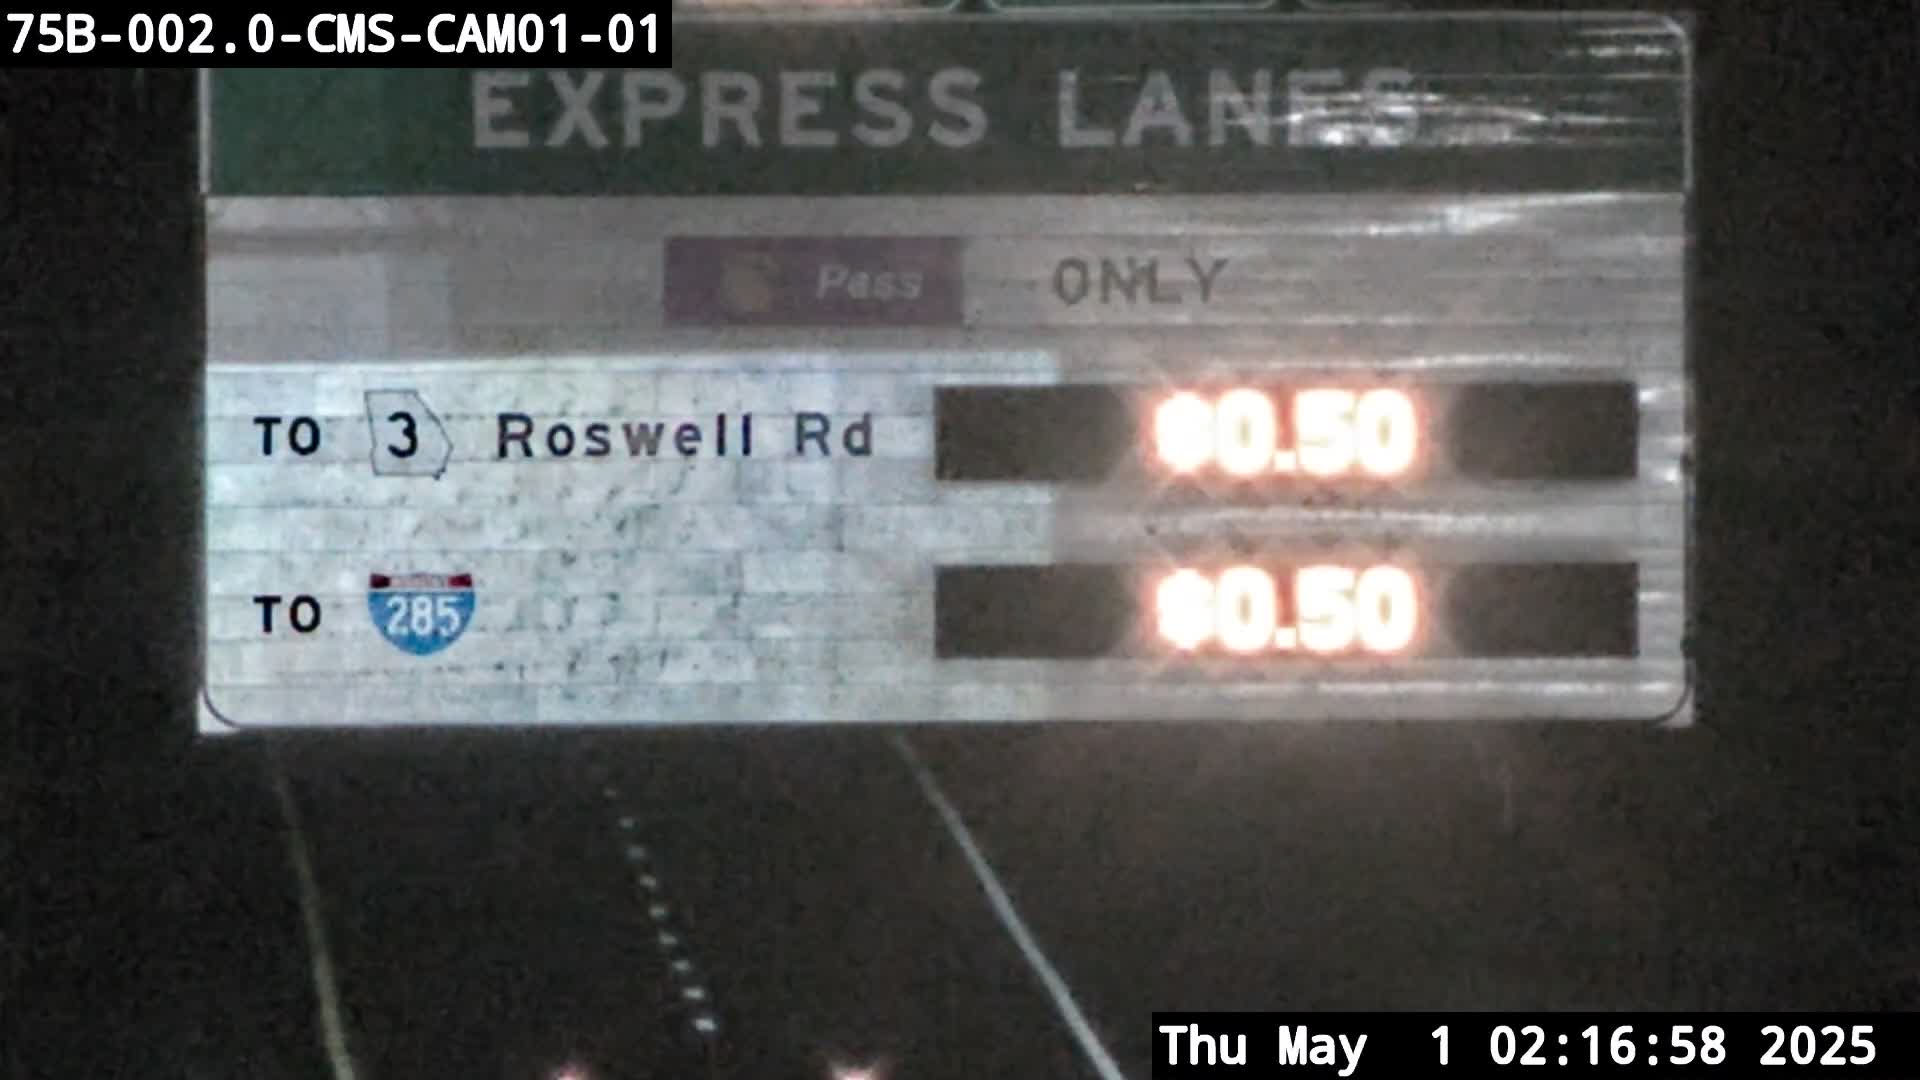 75B-002.0-CMS-CAM01-01
EXPRESS LANES
Pass ONLY
TO 3 Roswell Rd $0.50
TO 285 $0.50
Thu May 1 02:16:58 2025